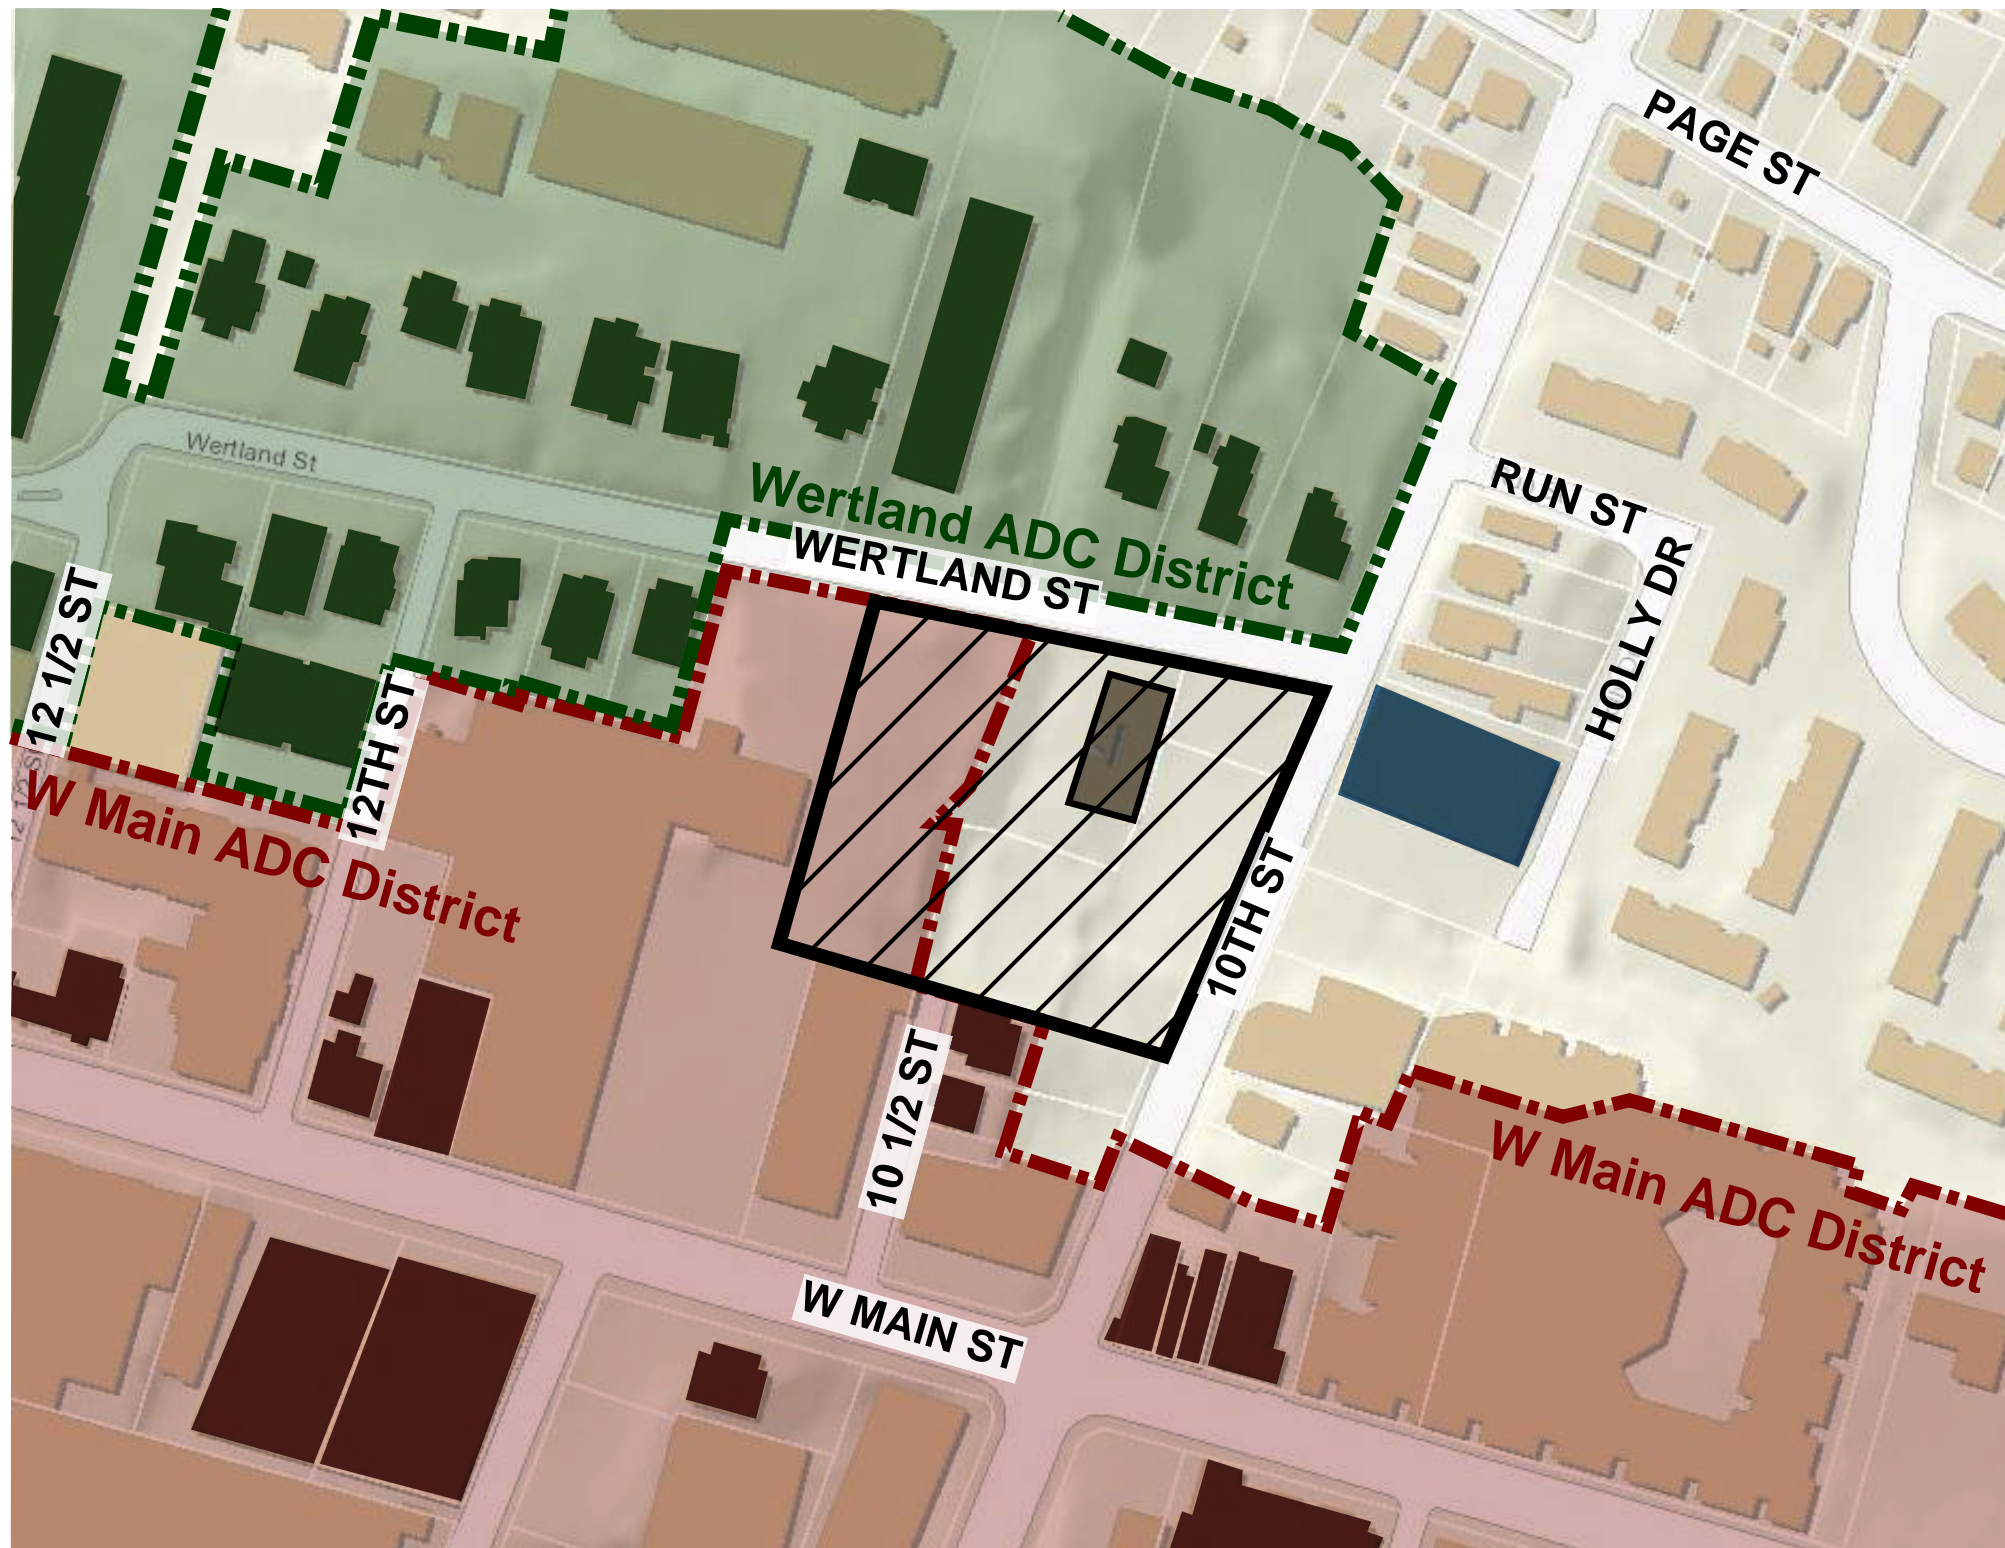 PAGE ST
Wertland St
Wertland ADC District
RUN ST
WERTLAND ST
HOLLY DR
12 1/2 ST
12TH ST
W Main ADC District
10TH ST
10 1/2 ST
W Main ADC District
W MAIN ST